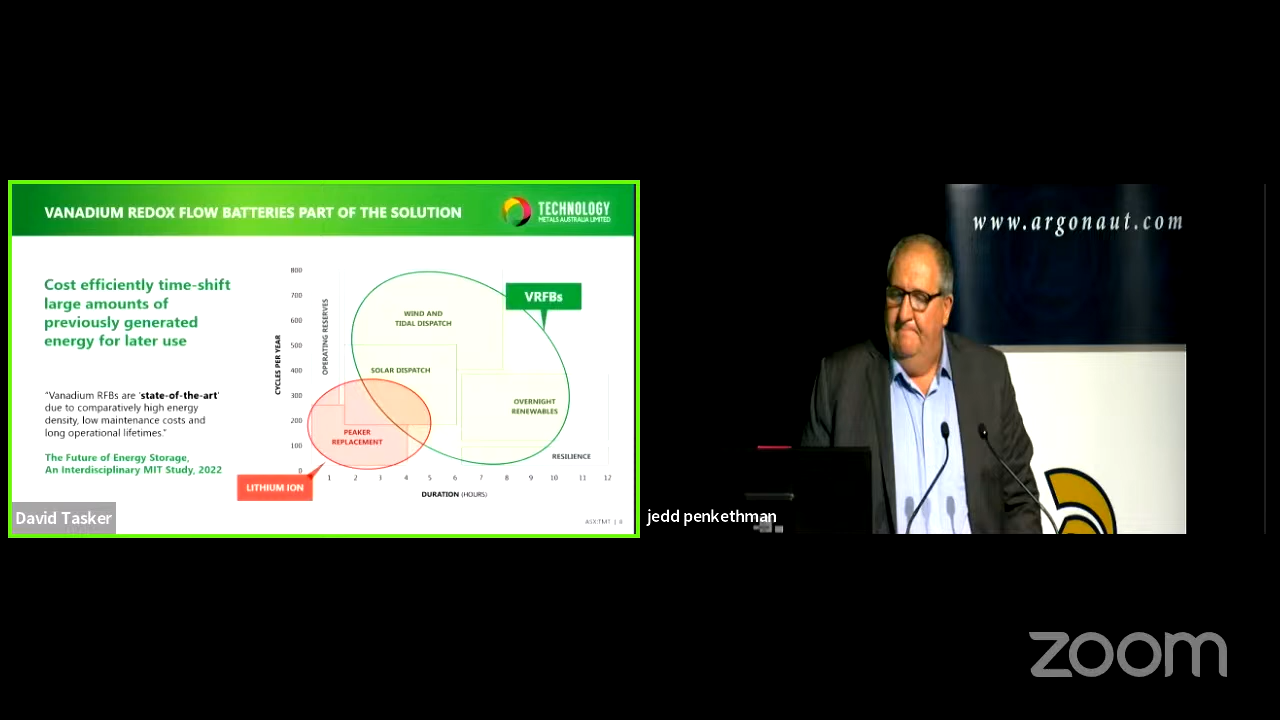 VANADIUM REDOX FLOW BATTERIES PART OF THE SOLUTION
TECHNOLOGY
METALS AUSTRALIA LIMITED
Cost efficiently time-shift
large amounts of
previously generated
energy for later use
"Vanadium RFBs are 'state-of-the-art'
due to comparatively high energy
density, low maintenance costs and
long operational lifetimes."
The Future of Energy Storage,
An Interdisciplinary MIT Study, 2022
CYCLES PER YEAR
800
700
600
500
400
300
200
100
0
OPERATING RESERVES
WIND AND
TIDAL DISPATCH
SOLAR DISPATCH
PEAKER
REPLACEMENT
OVERNIGHT
RENEWABLES
RESILIENCE
VRFBs
LITHIUM ION
1 2 3 4 5 6 7 8 9 10 11 12
DURATION (HOURS)
ASX:TMT | 8
David Tasker
www.argonaut.com
jedd penkethman
zoom